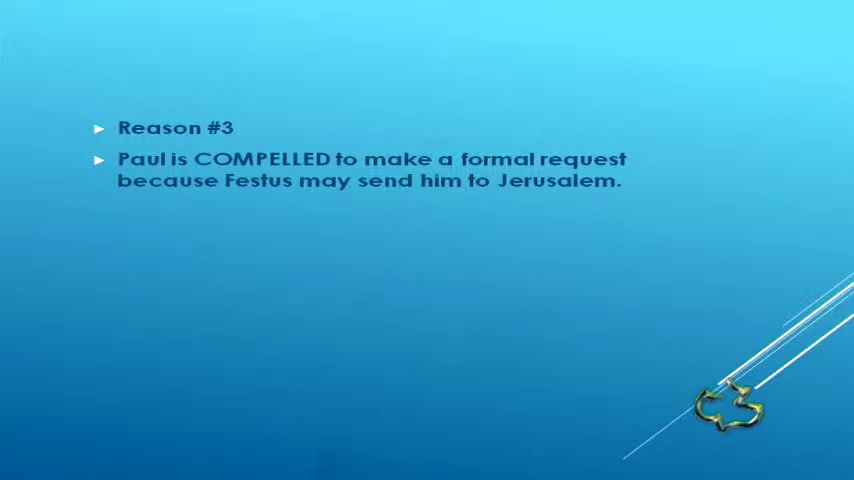 Reason #3
Paul is COMPELLED to make a formal request
because Festus may send him to Jerusalem.